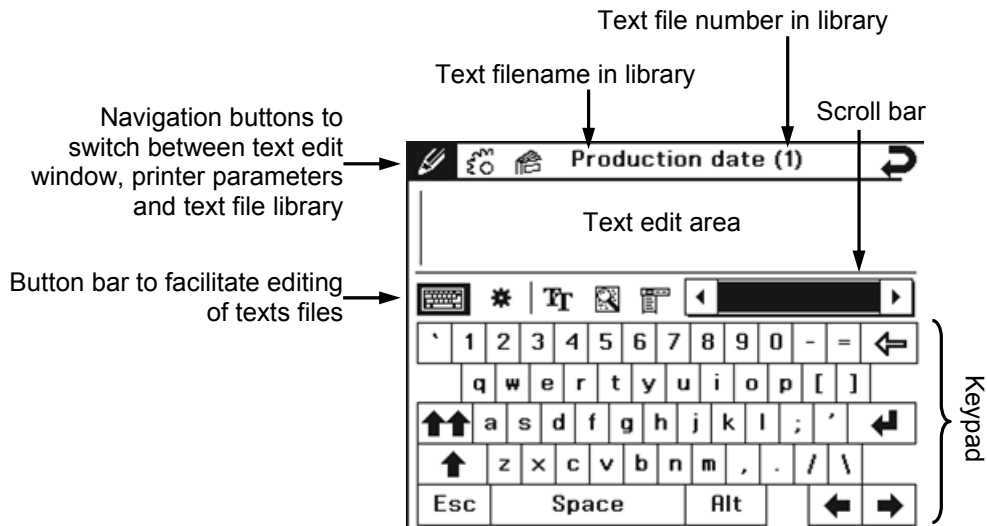 Text file number in library
Text filename in library
Scroll bar
Navigation buttons to
switch between text edit
window, printer parameters
and text file library
Production date (1)
Text edit area
Button bar to facilitate editing
of texts files
TT
` 1 2 3 4 5 6 7 8 9 0 - =
q w e r t y u i o p [ ]
a s d f g h j k l ; '
z x c v b n m , . / \
Esc Space Alt
Keypad